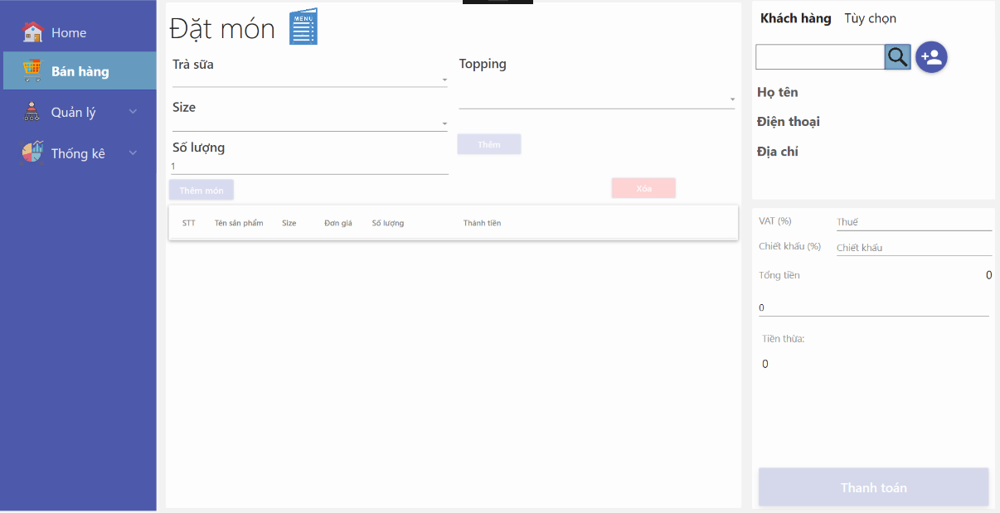 Home
Bán hàng
Quản lý
Thống kê
Đặt món
MENU
Trà sữa
Topping
Size
Số lượng
1
Thêm
Thêm món
Xóa
STT Tên sản phẩm Size Đơn giá Số lượng Thành tiền
Khách hàng Tùy chọn
Họ tên
Điện thoại
Địa chỉ
VAT (%) Thuế
Chiết khấu (%) Chiết khấu
Tổng tiền 0
0
Tiền thừa:
0
Thanh toán